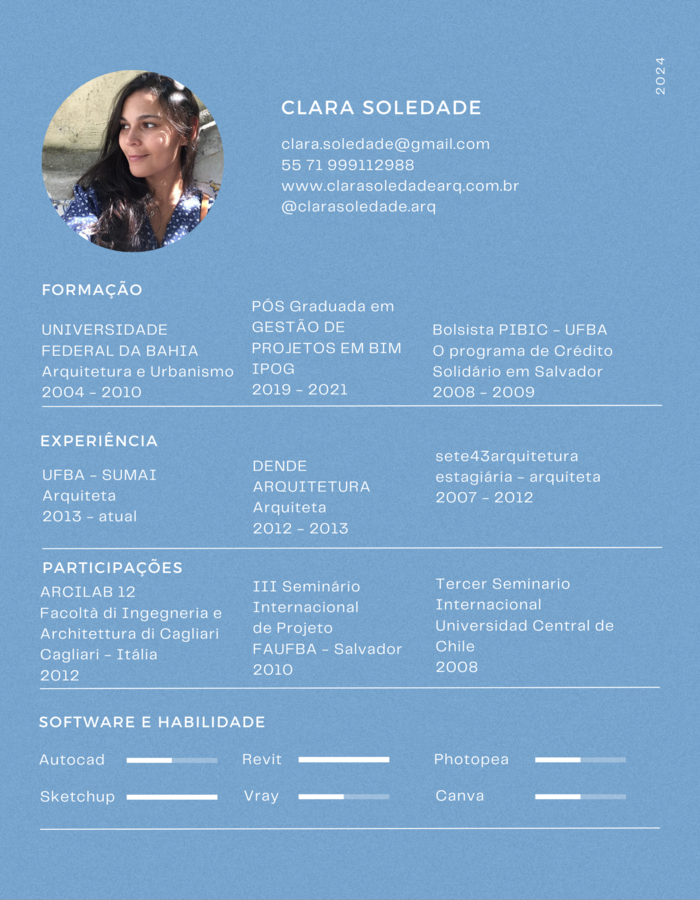 2024
CLARA SOLEDADE
clara.soledade@gmail.com
55 71 999112988
www.clarasoledadearq.com.br
@clarasoledade.arq
FORMAÇÃO
UNIVERSIDADE
FEDERAL DA BAHIA
Arquitetura e Urbanismo
2004 - 2010
PÓS Graduada em
GESTÃO DE
PROJETOS EM BIM
IPOG
2019 - 2021
Bolsista PIBIC - UFBA
O programa de Crédito
Solidário em Salvador
2008 - 2009
EXPERIÊNCIA
UFBA - SUMAI
Arquiteta
2013 - atual
DENDE
ARQUITETURA
Arquiteta
2012 - 2013
sete43arquitetura
estagiária - arquiteta
2007 - 2012
PARTICIPAÇÕES
ARCILAB 12
Facoltà di Ingegneria e
Architettura di Cagliari
Cagliari - Itália
2012
III Seminário
Internacional
de Projeto
FAUFBA - Salvador
2010
Tercer Seminario
Internacional
Universidad Central de
Chile
2008
SOFTWARE E HABILIDADE
Autocad
Revit
Photopea
Sketchup
Vray
Canva